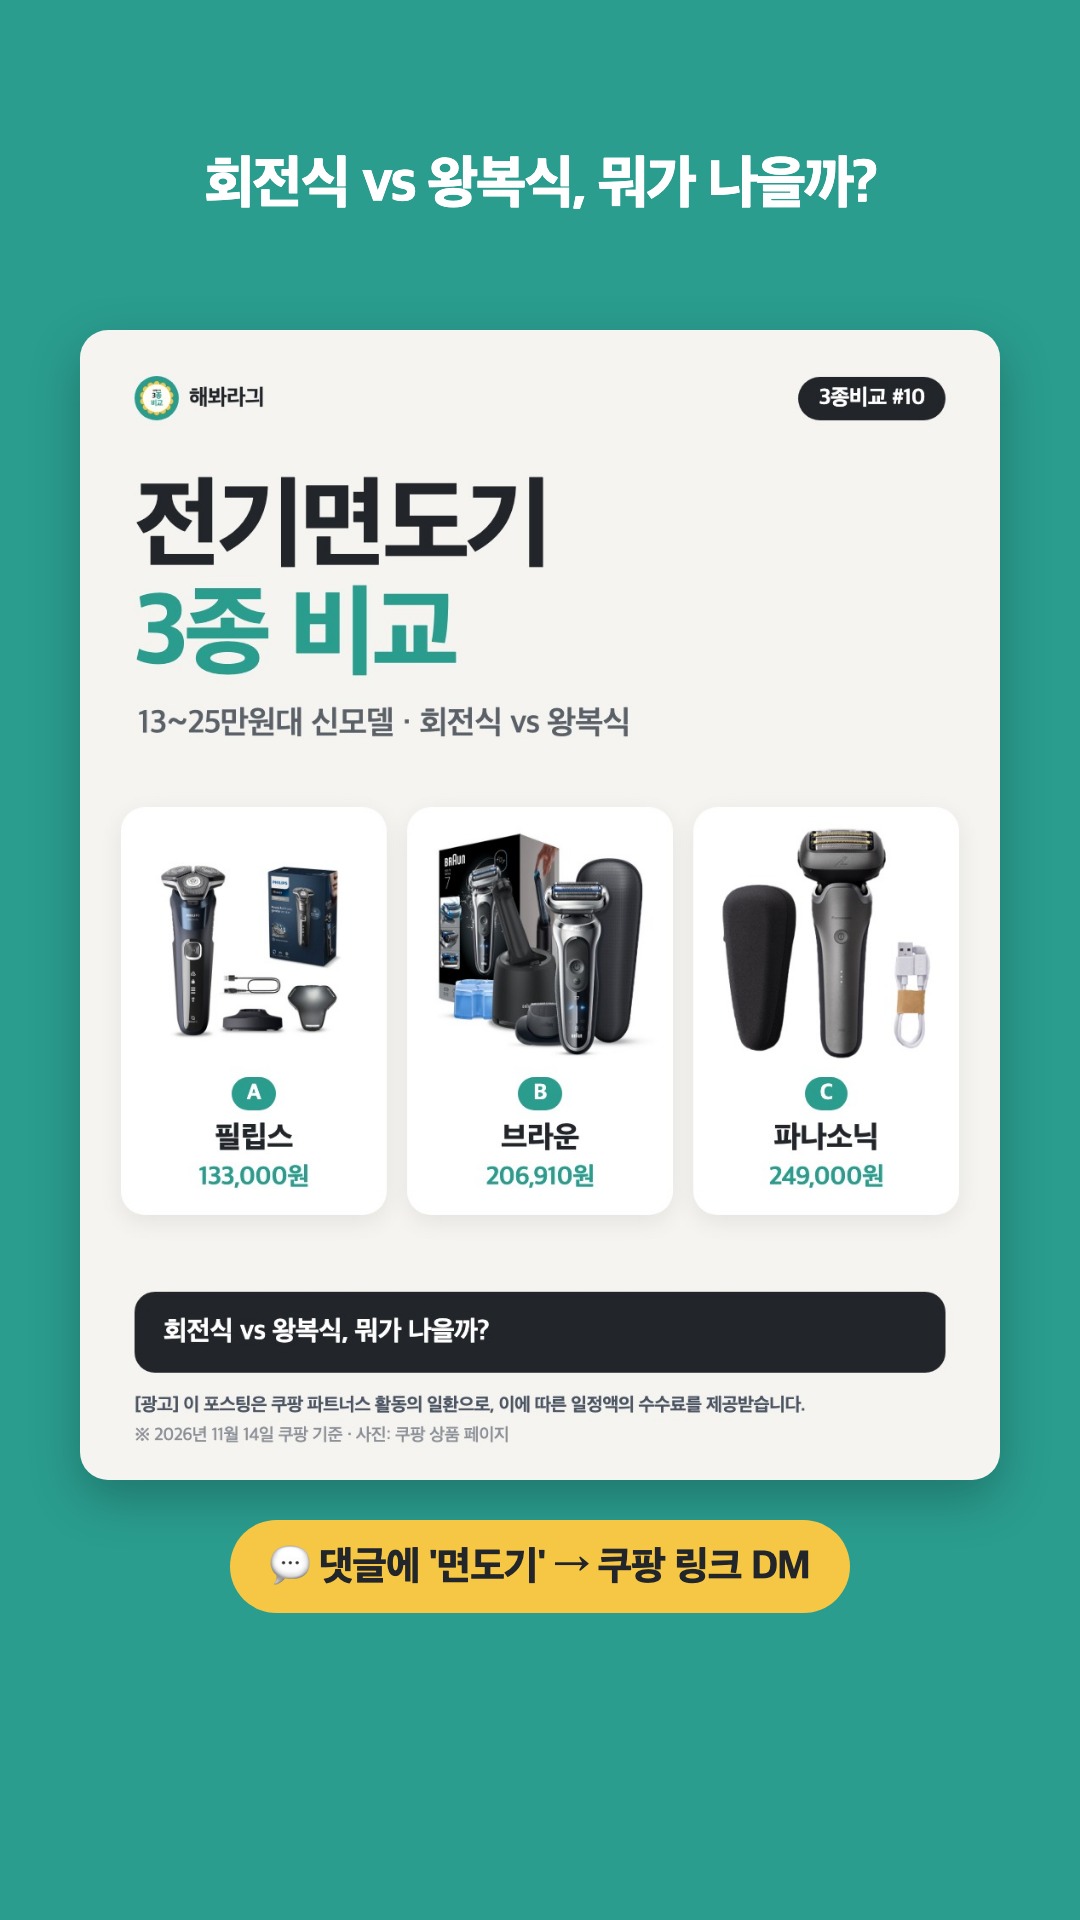 회전식 vs 왕복식, 뭐가 나을까?
3종
비교
해봐라긔
3종비교 #10
전기면도기
3종 비교
13~25만원대 신모델 · 회전식 vs 왕복식
PHILIPS
BRAUN
7
A
B
C
필립스
브라운
파나소닉
133,000원
206,910원
249,000원
회전식 vs 왕복식, 뭐가 나을까?
[광고] 이 포스팅은 쿠팡 파트너스 활동의 일환으로, 이에 따른 일정액의 수수료를 제공받습니다.
※ 2026년 11월 14일 쿠팡 기준 · 사진: 쿠팡 상품 페이지
💬 댓글에 '면도기' → 쿠팡 링크 DM